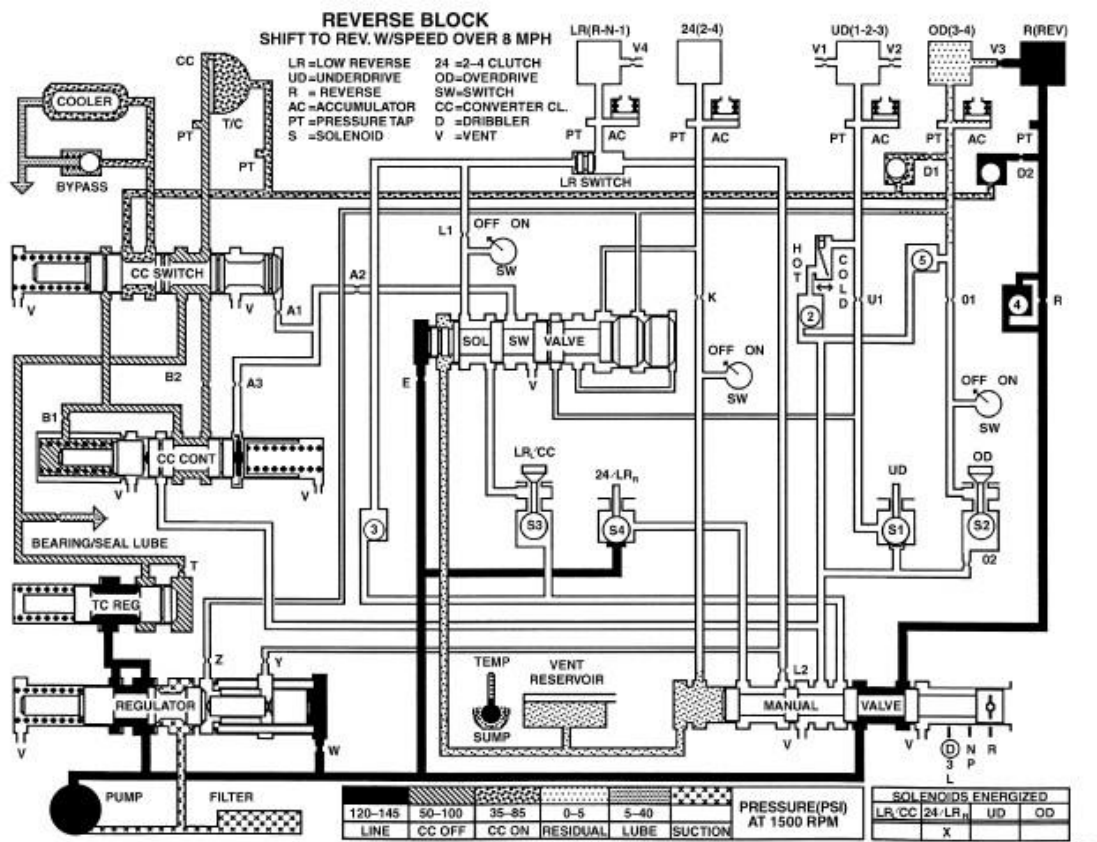 REVERSE BLOCK
SHIFT TO REV. W/SPEED OVER 8 MPH
LR =LOW REVERSE 24 =2–4 CLUTCH
UD=UNDERDRIVE OD=OVERDRIVE
R = REVERSE SW=SWITCH
AC =ACCUMULATOR CC=CONVERTER CL.
PT =PRESSURE TAP D =DRIBBLER
S =SOLENOID V =VENT
LR(R-N-1)
24(2-4)
UD(1-2-3)
OD(3-4)
R(REV)
V4
V1
V2
V3
CC
COOLER
T/C
PT
PT
BYPASS
PT AC
PT AC
PT AC
PT AC
PT
LR SWITCH
D1
D2
L1
OFF ON
SW
CC SWITCH
V
V
A1
A2
HOT
COLD
2
5
U1
01
4
R
K
SOL SW VALVE
E
V
OFF ON
SW
OFF ON
SW
B2
A3
B1
CC CONT
V
V
LR/CC
24/LRR
UD
OD
3
S3
S4
S1
S2
02
BEARING/SEAL LUBE
T
TC REG
Z
Y
L2
TEMP
SUMP
VENT
RESERVOIR
REGULATOR
MANUAL VALVE
V
W
V
V
D N R
3 P
L
PUMP
FILTER
120–145 50–100 35–85 0–5 5–40
LINE CC OFF CC ON RESIDUAL LUBE SUCTION
PRESSURE(PSI)
AT 1500 RPM
SOLENOIDS ENERGIZED
LR/CC 24/LRR UD OD
X